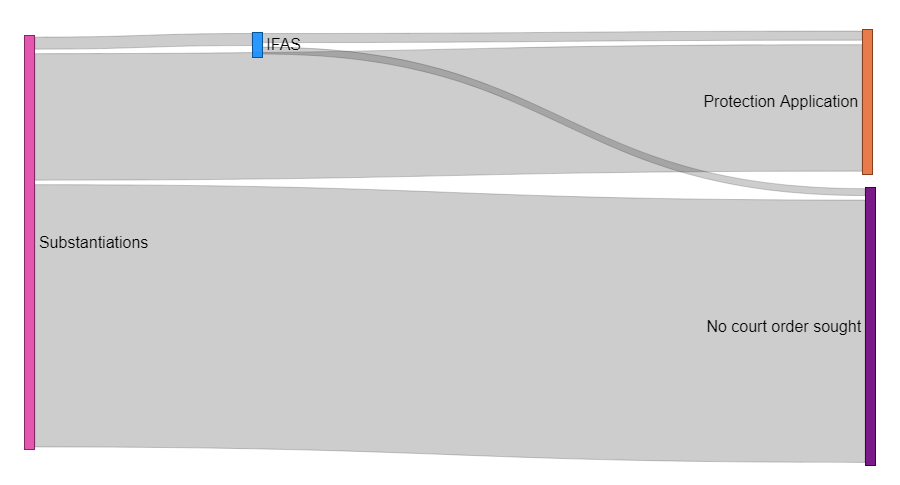 IFAS
Protection Application
Substantiations
No court order sought